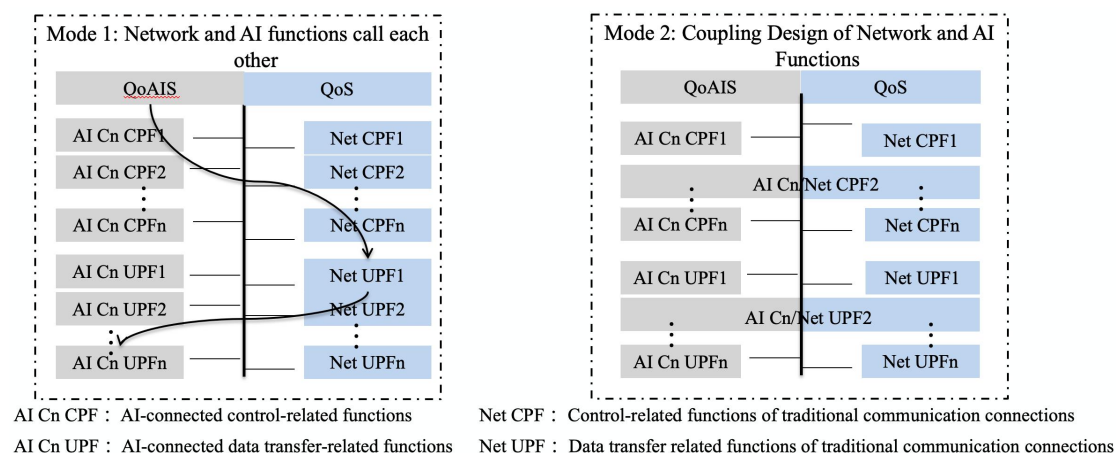 Mode 1: Network and AI functions call each
other
QoAIS
QoS
AI Cn CPF1
Net CPF1
AI Cn CPF2
Net CPF2
AI Cn CPFn
Net CPFn
AI Cn UPF1
Net UPF1
AI Cn UPF2
Net UPF2
AI Cn UPFn
Net UPFn
Mode 2: Coupling Design of Network and AI
Functions
QoAIS
QoS
AI Cn CPF1
Net CPF1
AI Cn/Net CPF2
AI Cn CPFn
Net CPFn
AI Cn UPF1
Net UPF1
AI Cn/Net UPF2
AI Cn UPFn
Net UPFn
AI Cn CPF： AI-connected control-related functions
Net CPF： Control-related functions of traditional communication connections
AI Cn UPF： AI-connected data transfer-related functions
Net UPF： Data transfer related functions of traditional communication connections